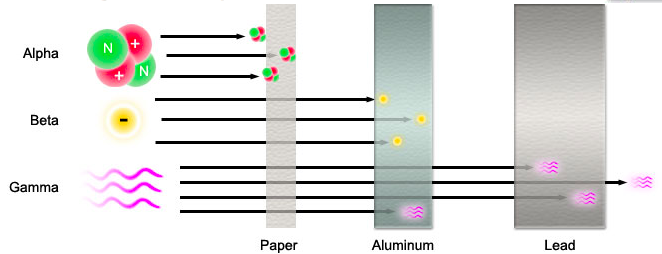 Alpha
N
+
+
N
Beta
-
Gamma
Paper
Aluminum
Lead